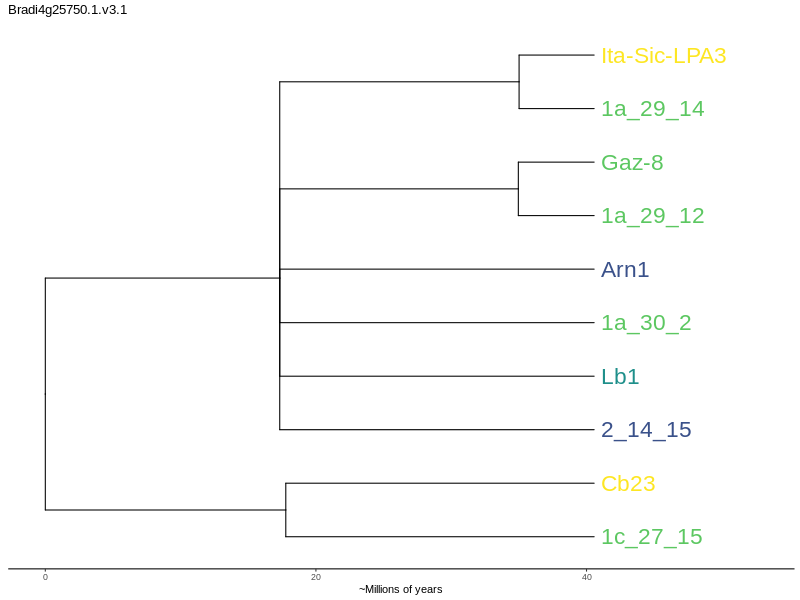 Bradi4g25750.1.v3.1
Ita-Sic-LPA3
1a_29_14
Gaz-8
1a_29_12
Arn1
1a_30_2
Lb1
2_14_15
Cb23
1c_27_15
0 20 40
~Millions of years